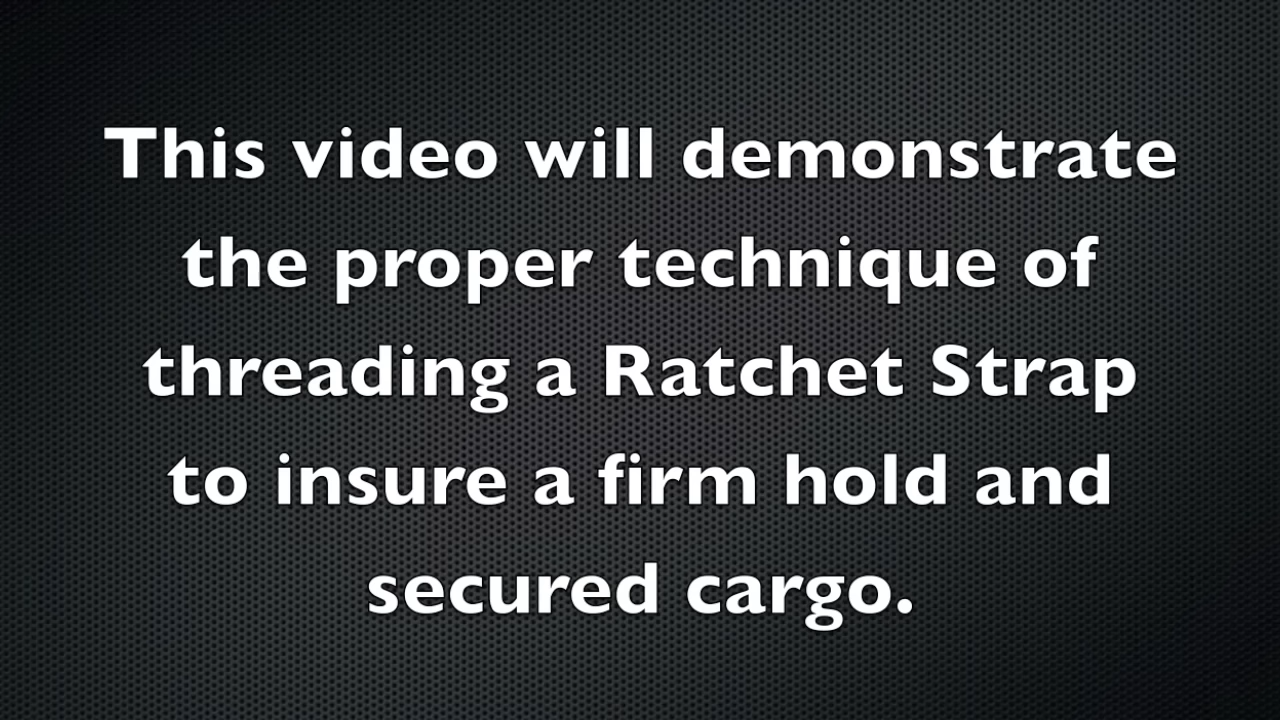 This video will demonstrate
the proper technique of
threading a Ratchet Strap
to insure a firm hold and
secured cargo.